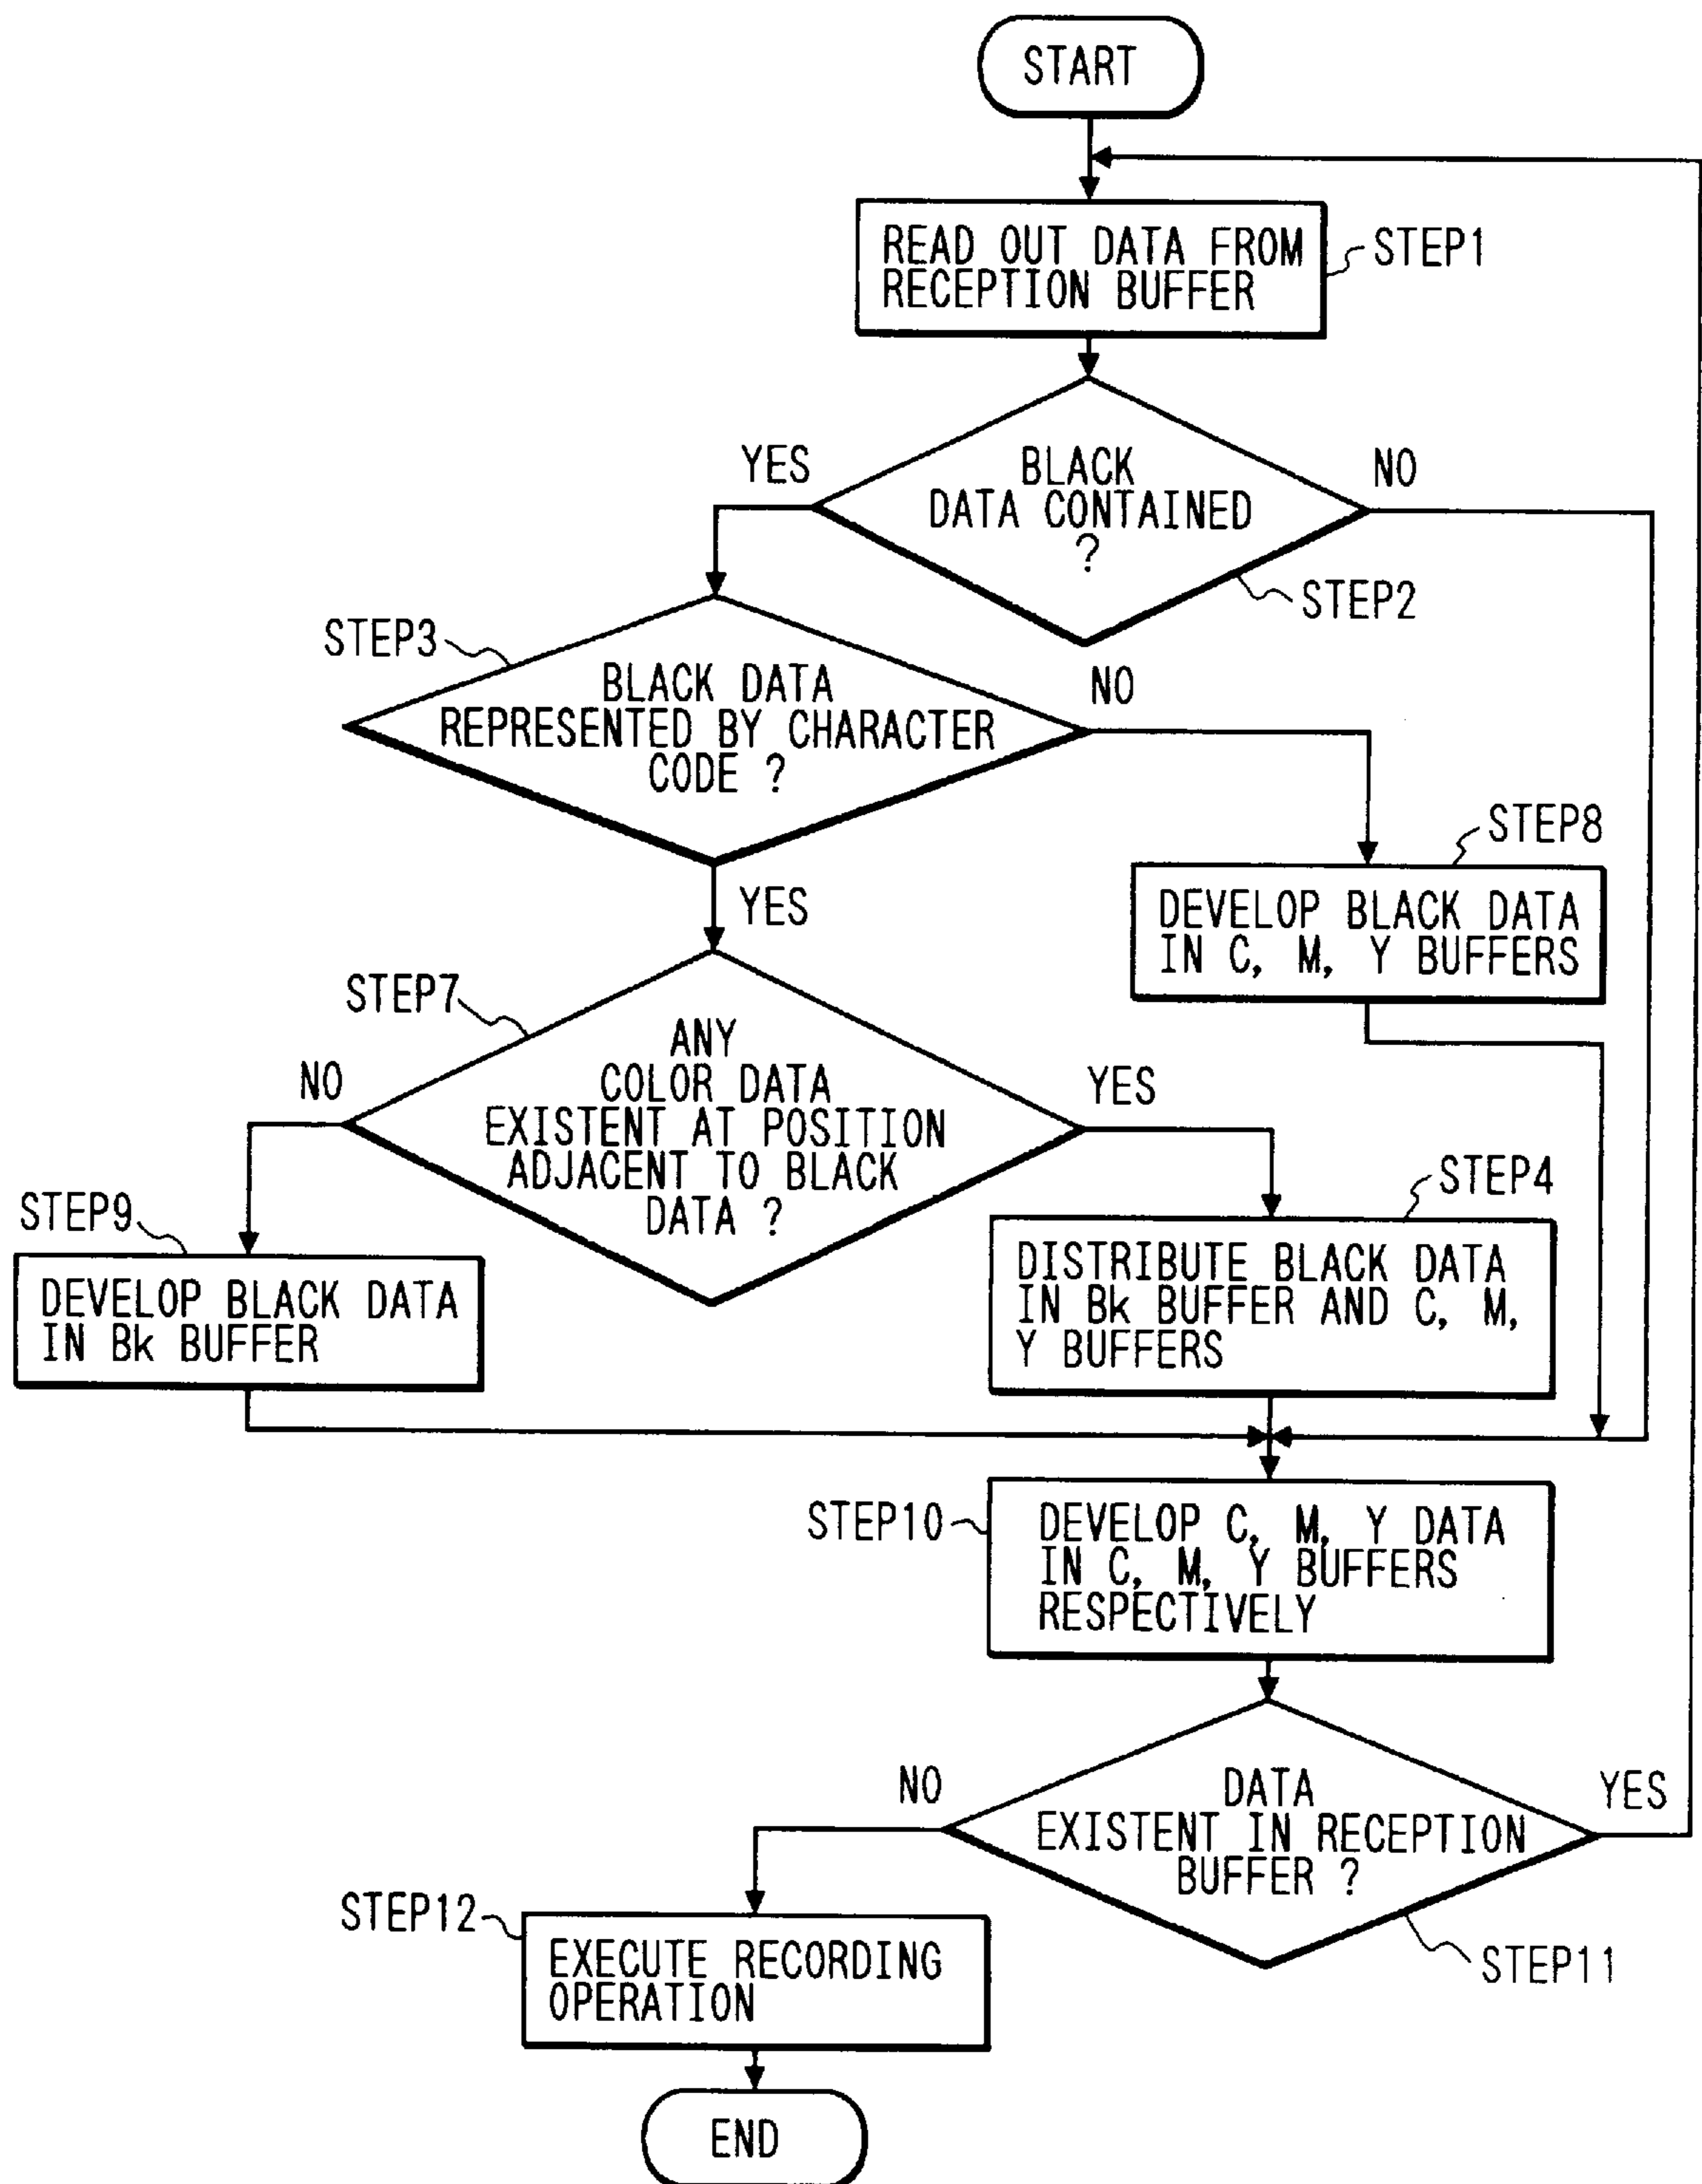 START
READ OUT DATA FROM
RECEPTION BUFFER
STEP1
YES
BLACK
DATA CONTAINED
?
NO
STEP2
STEP3
BLACK DATA
REPRESENTED BY CHARACTER
CODE ?
NO
YES
STEP8
DEVELOP BLACK DATA
IN C, M, Y BUFFERS
STEP7
ANY
COLOR DATA
EXISTENT AT POSITION
ADJACENT TO BLACK
DATA ?
NO
YES
STEP9
DEVELOP BLACK DATA
IN Bk BUFFER
STEP4
DISTRIBUTE BLACK DATA
IN Bk BUFFER AND C, M,
Y BUFFERS
STEP10
DEVELOP C, M, Y DATA
IN C, M, Y BUFFERS
RESPECTIVELY
NO
DATA
EXISTENT IN RECEPTION
BUFFER ?
YES
STEP11
STEP12
EXECUTE RECORDING
OPERATION
END